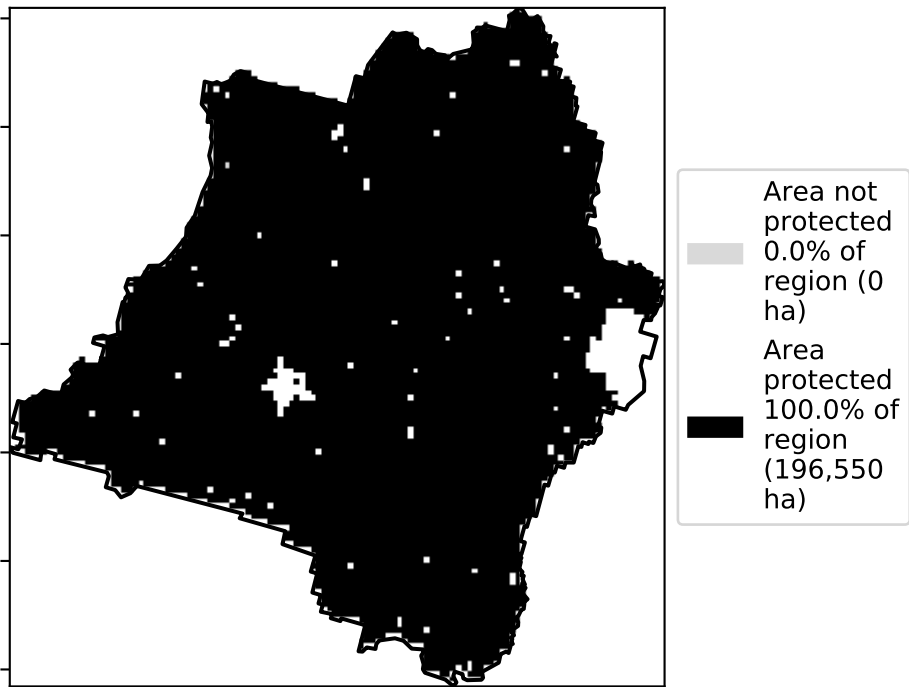 Area not
protected
0.0% of
region (0
ha)
Area
protected
100.0% of
region
(196,550
ha)